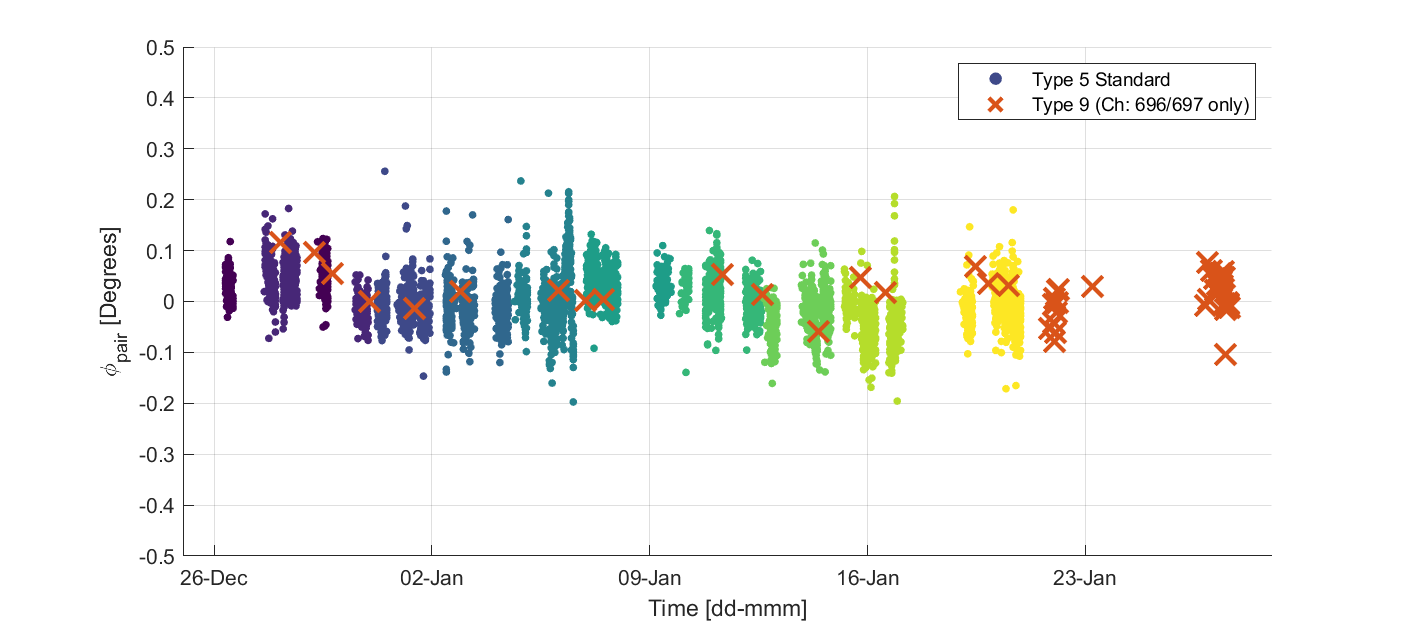 0.5
0.4
0.3
0.2
0.1
0
-0.1
-0.2
-0.3
-0.4
-0.5
ϕpair [Degrees]
Type 5 Standard
Type 9 (Ch: 696/697 only)
26-Dec
02-Jan
09-Jan
16-Jan
23-Jan
Time [dd-mmm]